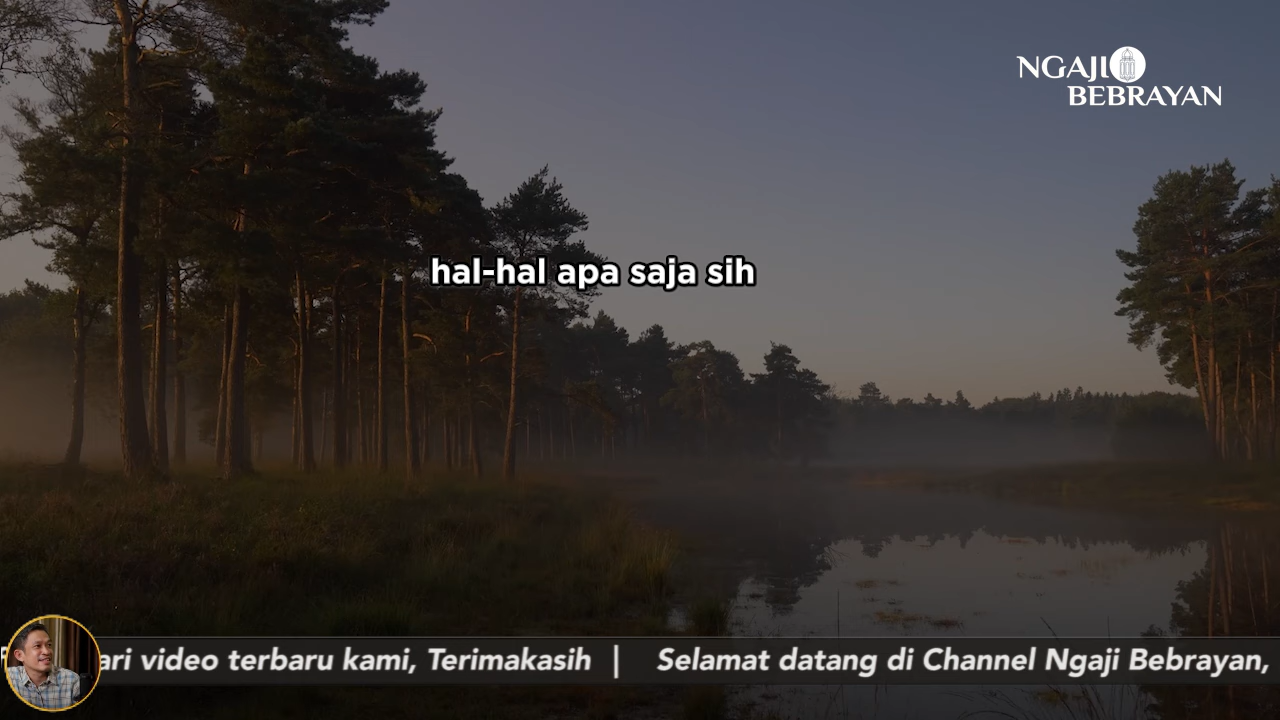 NGAJI
BEBRAYAN
hal-hal apa saja sih
ari video terbaru kami, Terimakasih | Selamat datang di Channel Ngaji Bebrayan,